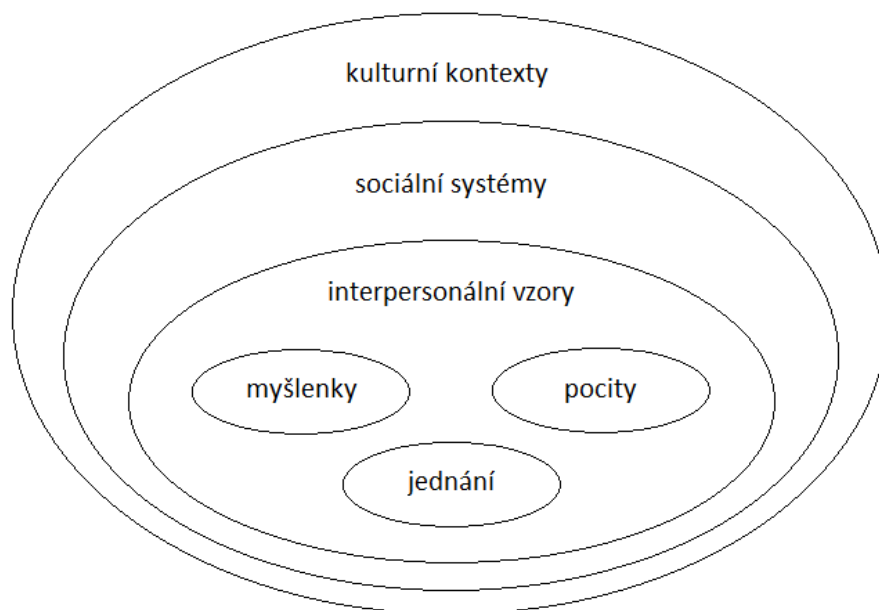 kulturní kontexty
sociální systémy
interpersonální vzory
myšlenky
pocity
jednání